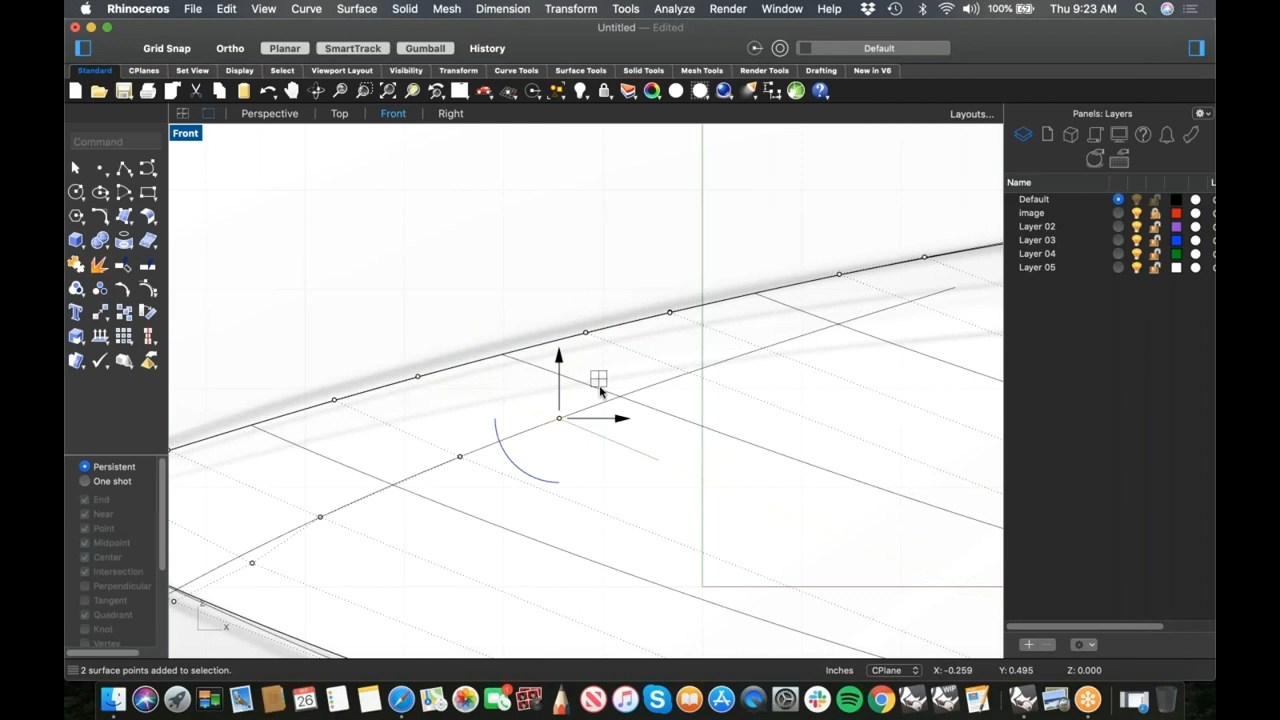 Rhinoceros File Edit View Curve Surface Solid Mesh Dimension Transform Tools Analyze Render Window Help 100% Thu 9:23 AM
Untitled — Edited
Grid Snap Ortho Planar SmartTrack Gumball History Default
Standard CPlanes Set View Display Select Viewport Layout Visibility Transform Curve Tools Surface Tools Solid Tools Mesh Tools Render Tools Drafting New in V6
Perspective Top Front Right Layouts... Panels: Layers
Front
Command
Name L
Default
image
Layer 02
Layer 03
Layer 04
Layer 05
Persistent
One shot
End
Near
Point
Midpoint
Center
Intersection
Perpendicular
Tangent
Quadrant
Knot
Vertex
z
x
2 surface points added to selection. Inches CPlane X: -0.259 Y: 0.495 Z: 0.000